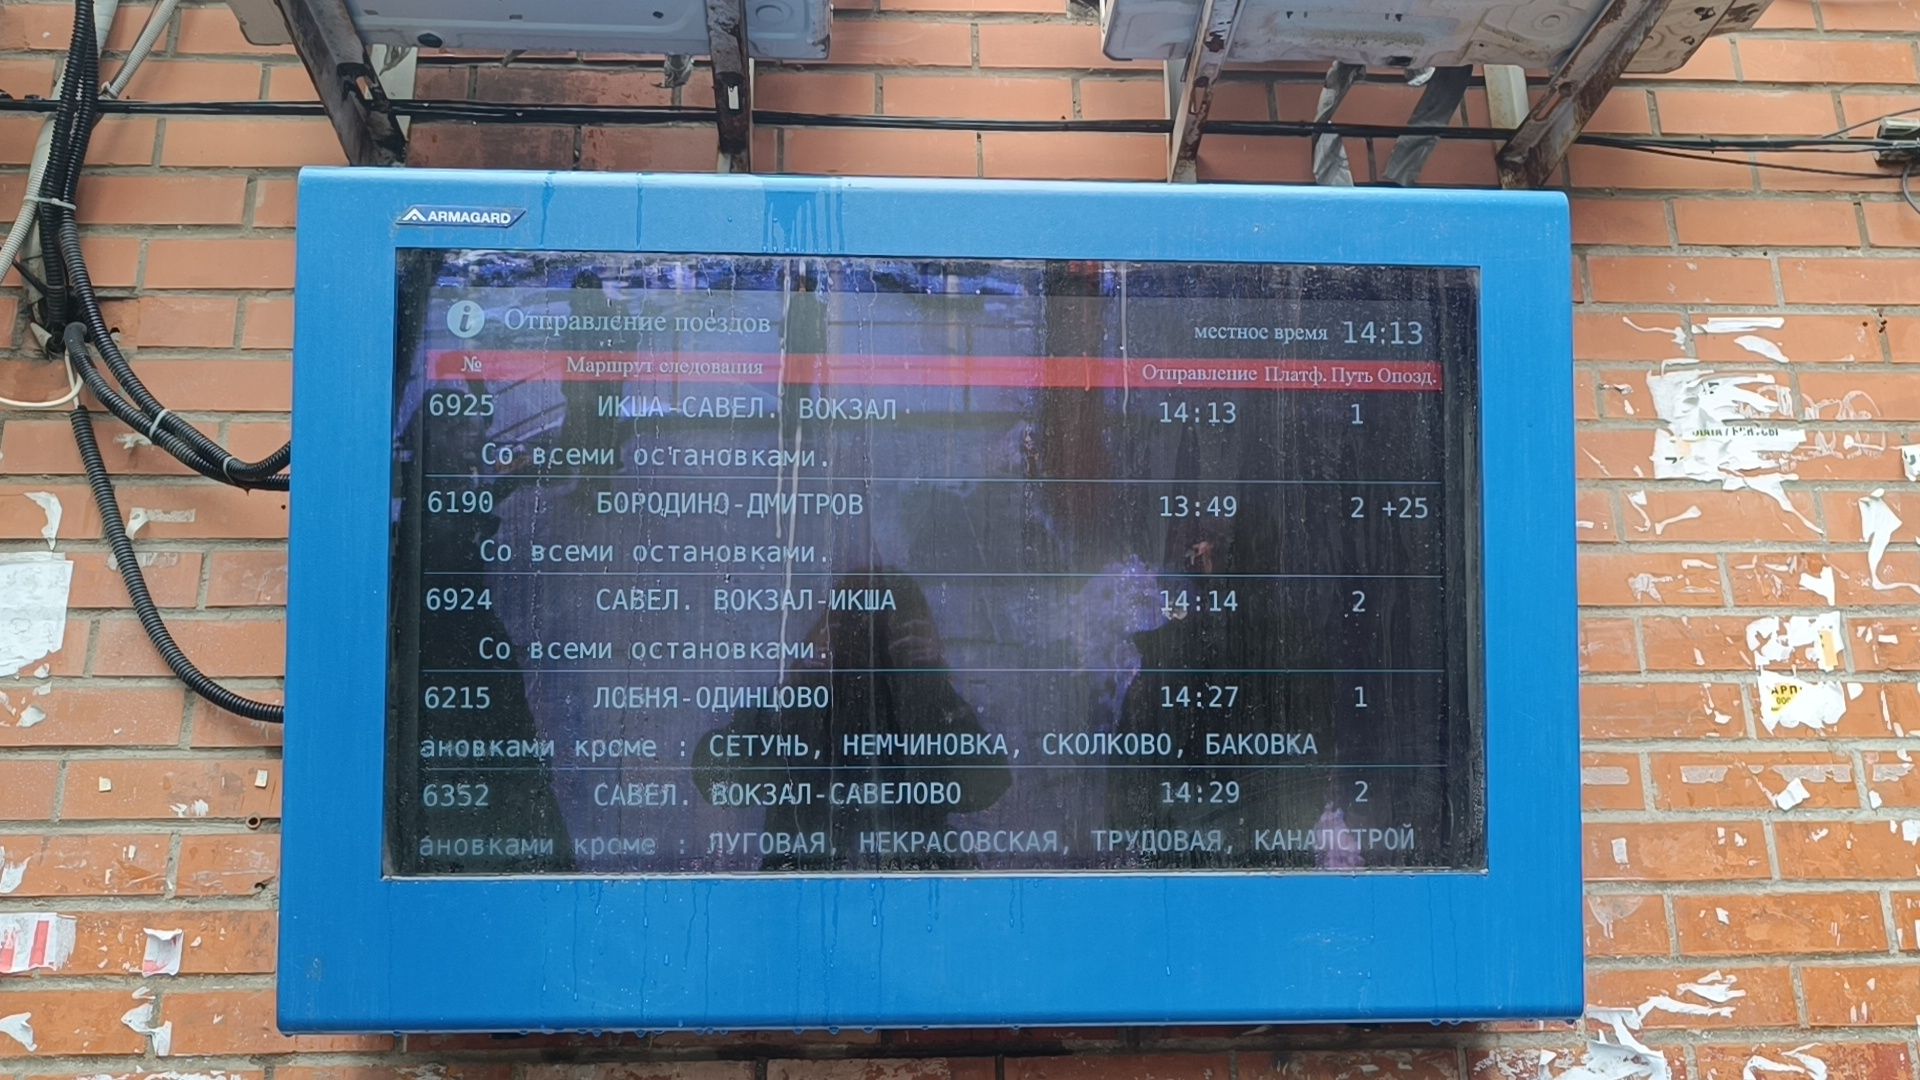 ARMAGARD
i Отправление поездов местное время 14:13
№ Маршрут следования Отправление Платф. Путь Опозд.
6925 ИКША-САВЕЛ. ВОКЗАЛ 14:13 1
Со всеми остановками.
6190 БОРОДИНО-ДМИТРОВ 13:49 2 +25
Со всеми остановками.
6924 САВЕЛ. ВОКЗАЛ-ИКША 14:14 2
Со всеми остановками.
6215 ЛОБНЯ-ОДИНЦОВО 14:27 1
ановками кроме : СЕТУНЬ, НЕМЧИНОВКА, СКОЛКОВО, БАКОВКА
6352 САВЕЛ. ВОКЗАЛ-САВЕЛОВО 14:29 2
ановками кроме : ЛУГОВАЯ, НЕКРАСОВСКАЯ, ТРУДОВАЯ, КАНАЛСТРОЙ